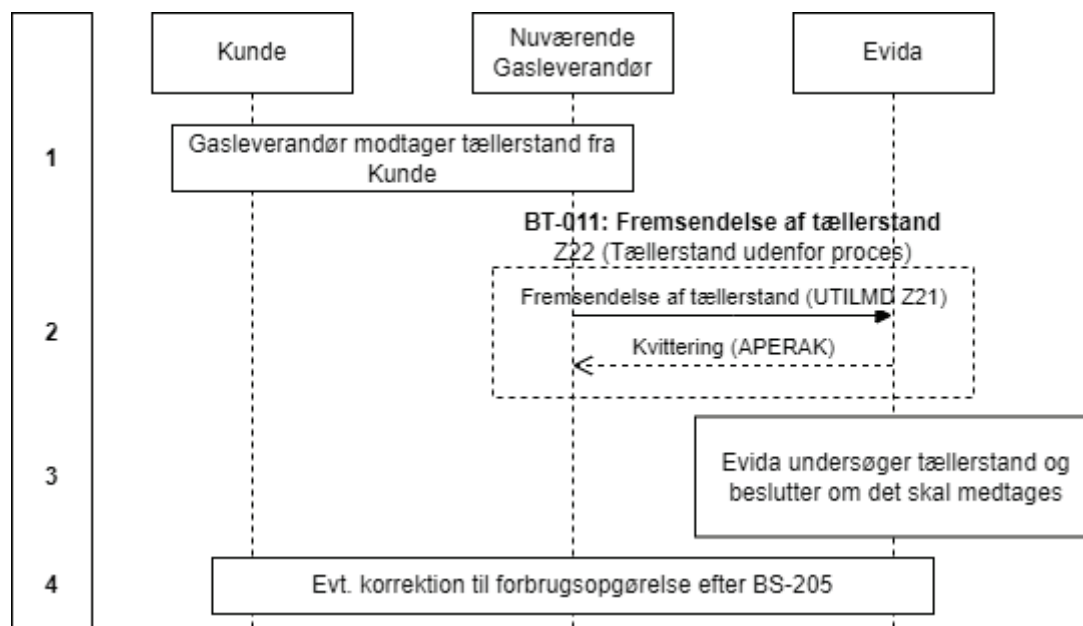 Kunde
Nuværende
Gasleverandør
Evida
1
Gasleverandør modtager tællerstand fra
Kunde
BT-011: Fremsendelse af tællerstand
Z22 (Tællerstand udenfor proces)
2
Fremsendelse af tællerstand (UTILMD Z21)
Kvittering (APERAK)
3
Evida undersøger tællerstand og
beslutter om det skal medtages
4
Evt. korrektion til forbrugsopgørelse efter BS-205